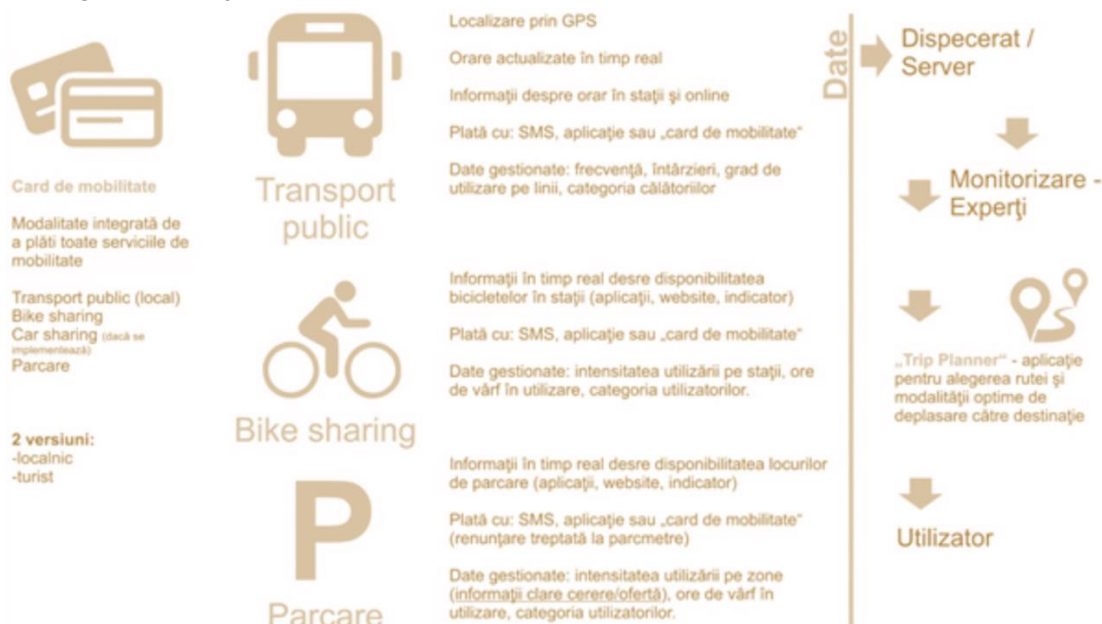 Card de mobilitate
Modalitate integrată de
a plăti toate serviciile de
mobilitate
Transport public (local)
Bike sharing
Car sharing (dacă se
implementează)
Parcare
2 versiuni:
-localnic
-turist
Transport
public
Localizare prin GPS
Orare actualizate în timp real
Informaţii despre orar în staţii şi online
Plată cu: SMS, aplicaţie sau „card de mobilitate“
Date gestionate: frecvenţă, întârzieri, grad de
utilizare pe linii, categoria călătoriilor
Bike sharing
Informaţii în timp real desre disponibilitatea
bicicletelor în staţii (aplicaţii, website, indicator)
Plată cu: SMS, aplicaţie sau „card de mobilitate“
Date gestionate: intensitatea utilizării pe staţii, ore
de vârf în utilizare, categoria utilizatorilor.
P
Parcare
Informaţii în timp real desre disponibilitatea locurilor
de parcare (aplicaţii, website, indicator)
Plată cu: SMS, aplicaţie sau „card de mobilitate“
(renunţare treptată la parcmetre)
Date gestionate: intensitatea utilizării pe zone
(informaţii clare cerere/ofertă), ore de vârf în
utilizare, categoria utilizatorilor.
Date
Dispecerat /
Server
Monitorizare -
Experţi
„Trip Planner“ - aplicaţie
pentru alegerea rutei şi
modalităţii optime de
deplasare către destinaţie
Utilizator